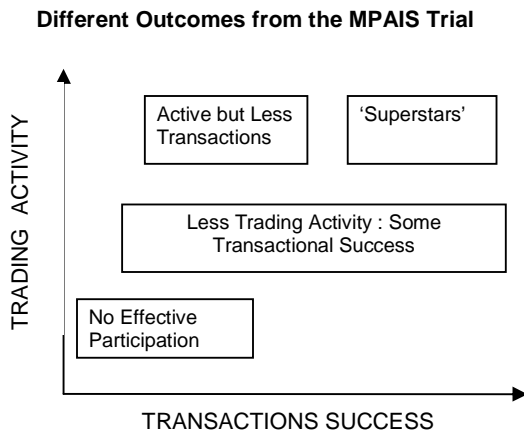 Different Outcomes from the MPAIS Trial
Active but Less
Transactions
‘Superstars’
Less Trading Activity : Some
Transactional Success
No Effective
Participation
TRADING ACTIVITY
TRANSACTIONS SUCCESS